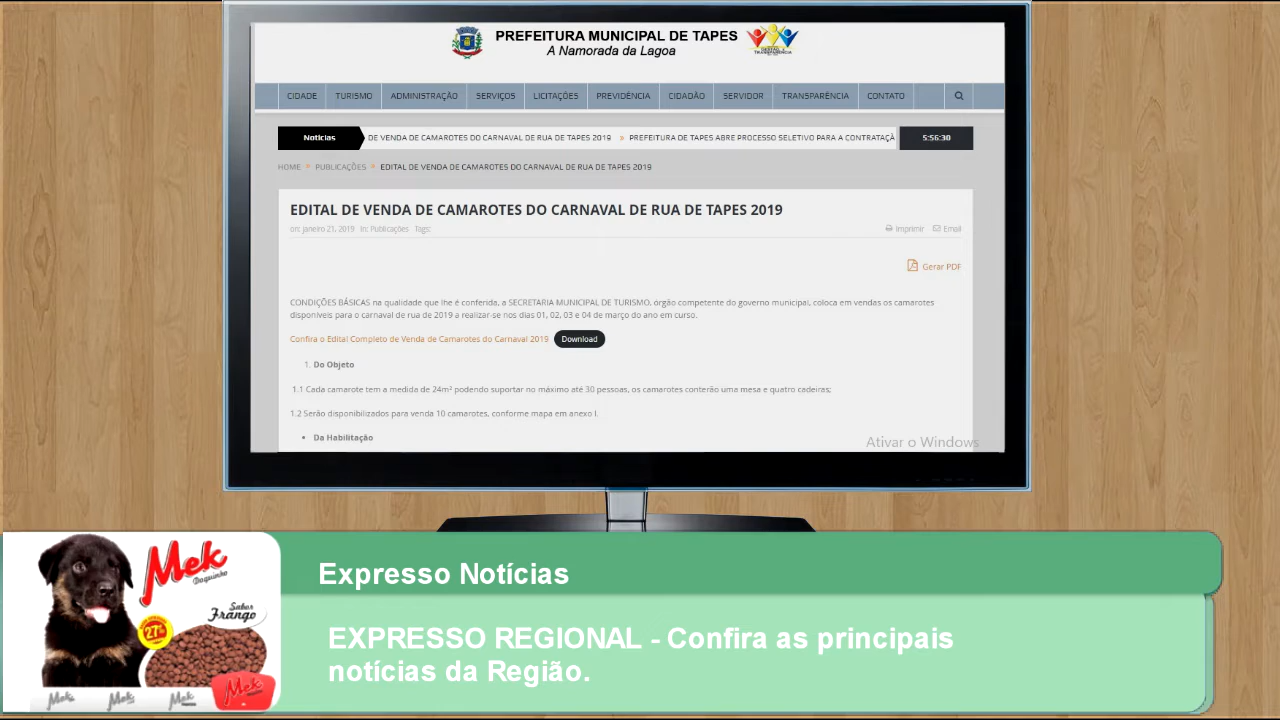 PREFEITURA MUNICIPAL DE TAPES
A Namorada da Lagoa
GESTÃO &
TRANSPARÊNCIA
CIDADE TURISMO ADMINISTRAÇÃO SERVIÇOS LICITAÇÕES PREVIDÊNCIA CIDADÃO SERVIDOR TRANSPARÊNCIA CONTATO
Notícias DE VENDA DE CAMAROTES DO CARNAVAL DE RUA DE TAPES 2019 » PREFEITURA DE TAPES ABRE PROCESSO SELETIVO PARA A CONTRATAÇÃ 5:56:30
HOME » PUBLICAÇÕES » EDITAL DE VENDA DE CAMAROTES DO CARNAVAL DE RUA DE TAPES 2019
EDITAL DE VENDA DE CAMAROTES DO CARNAVAL DE RUA DE TAPES 2019
on: janeiro 21, 2019 In: Publicações Tags: Imprimir Email
Gerar PDF
CONDIÇÕES BÁSICAS na qualidade que lhe é conferida, a SECRETARIA MUNICIPAL DE TURISMO, órgão competente do governo municipal, coloca em vendas os camarotes
disponíveis para o carnaval de rua de 2019 a realizar-se nos dias 01, 02, 03 e 04 de março do ano em curso.
Confira o Edital Completo de Venda de Camarotes do Carnaval 2019 Download
1. Do Objeto
1.1 Cada camarote tem a medida de 24m² podendo suportar no máximo até 30 pessoas, os camarotes conterão uma mesa e quatro cadeiras;
1.2 Serão disponibilizados para venda 10 camarotes, conforme mapa em anexo I.
• Da Habilitação
Ativar o Windows
Mek
Doguinho
Sabor
Frango
27%
Mek Mek Mek Mek
Expresso Notícias
EXPRESSO REGIONAL - Confira as principais
notícias da Região.